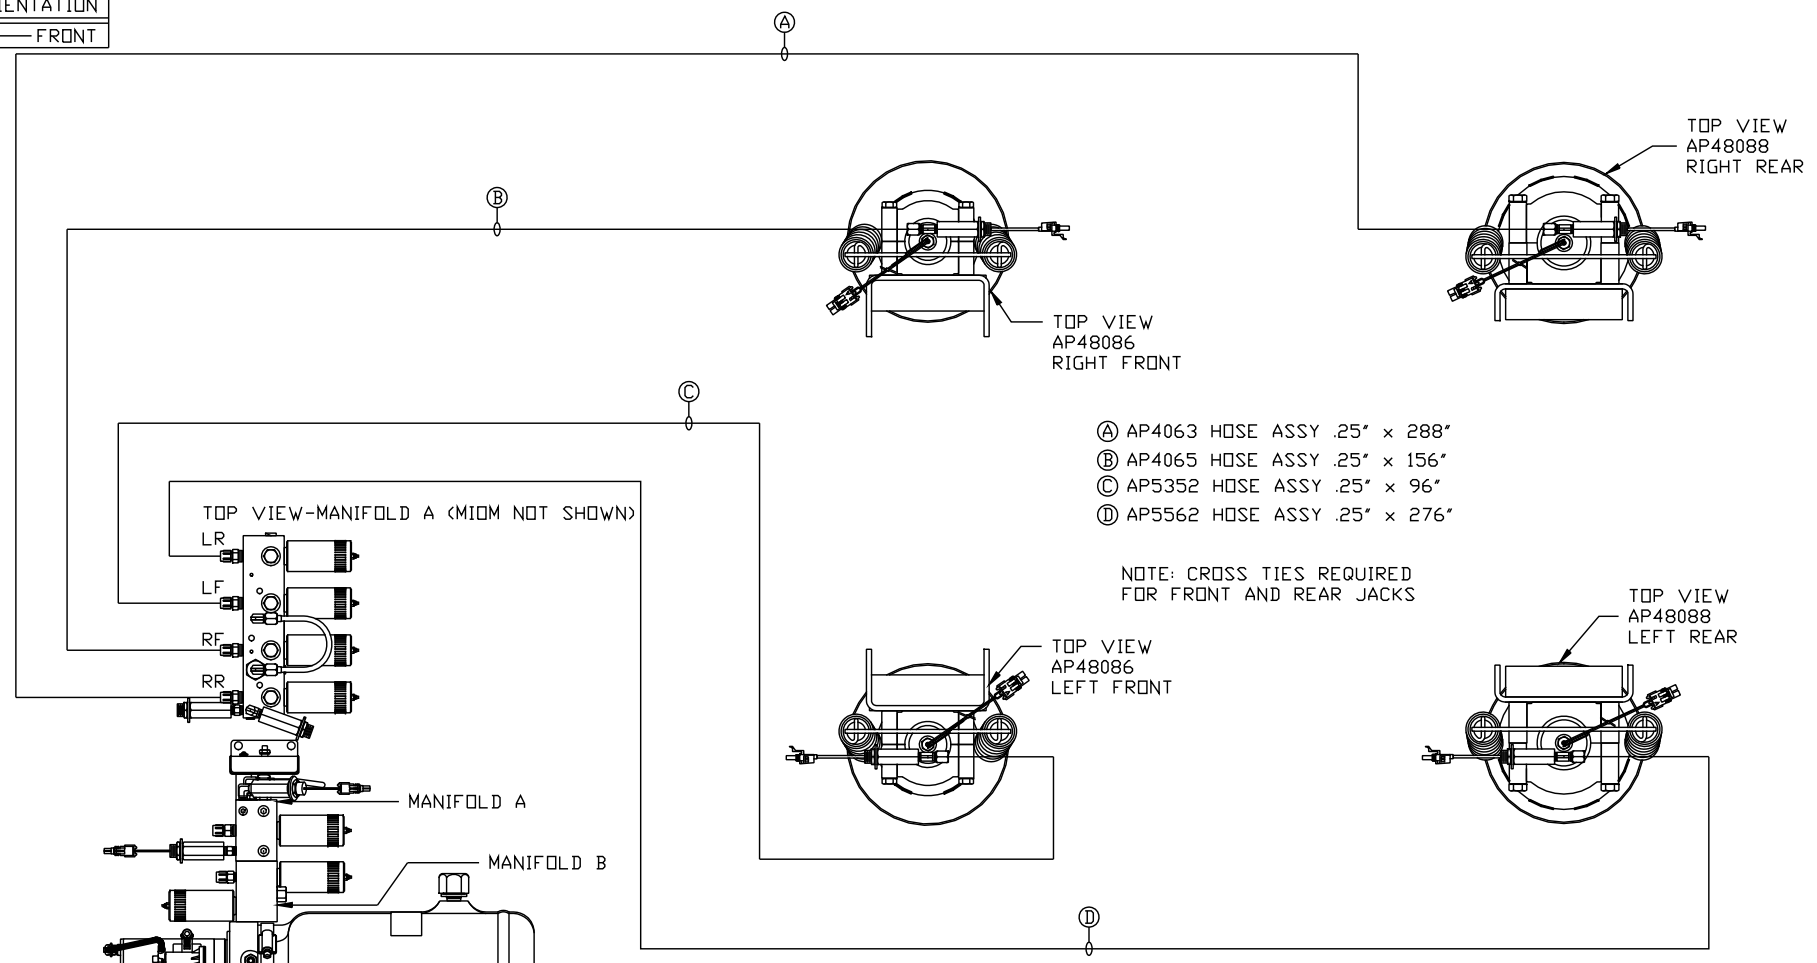 FRONT
A
TOP VIEW
AP48088
RIGHT REAR
B
TOP VIEW
AP48086
RIGHT FRONT
C
A AP4063 HOSE ASSY .25" x 288"
B AP4065 HOSE ASSY .25" x 156"
C AP5352 HOSE ASSY .25" x 96"
D AP5562 HOSE ASSY .25" x 276"
TOP VIEW-MANIFOLD A (MIOM NOT SHOWN)
LR
LF
RF
RR
NOTE: CROSS TIES REQUIRED
FOR FRONT AND REAR JACKS
TOP VIEW
AP48088
LEFT REAR
TOP VIEW
AP48086
LEFT FRONT
MANIFOLD A
MANIFOLD B
D